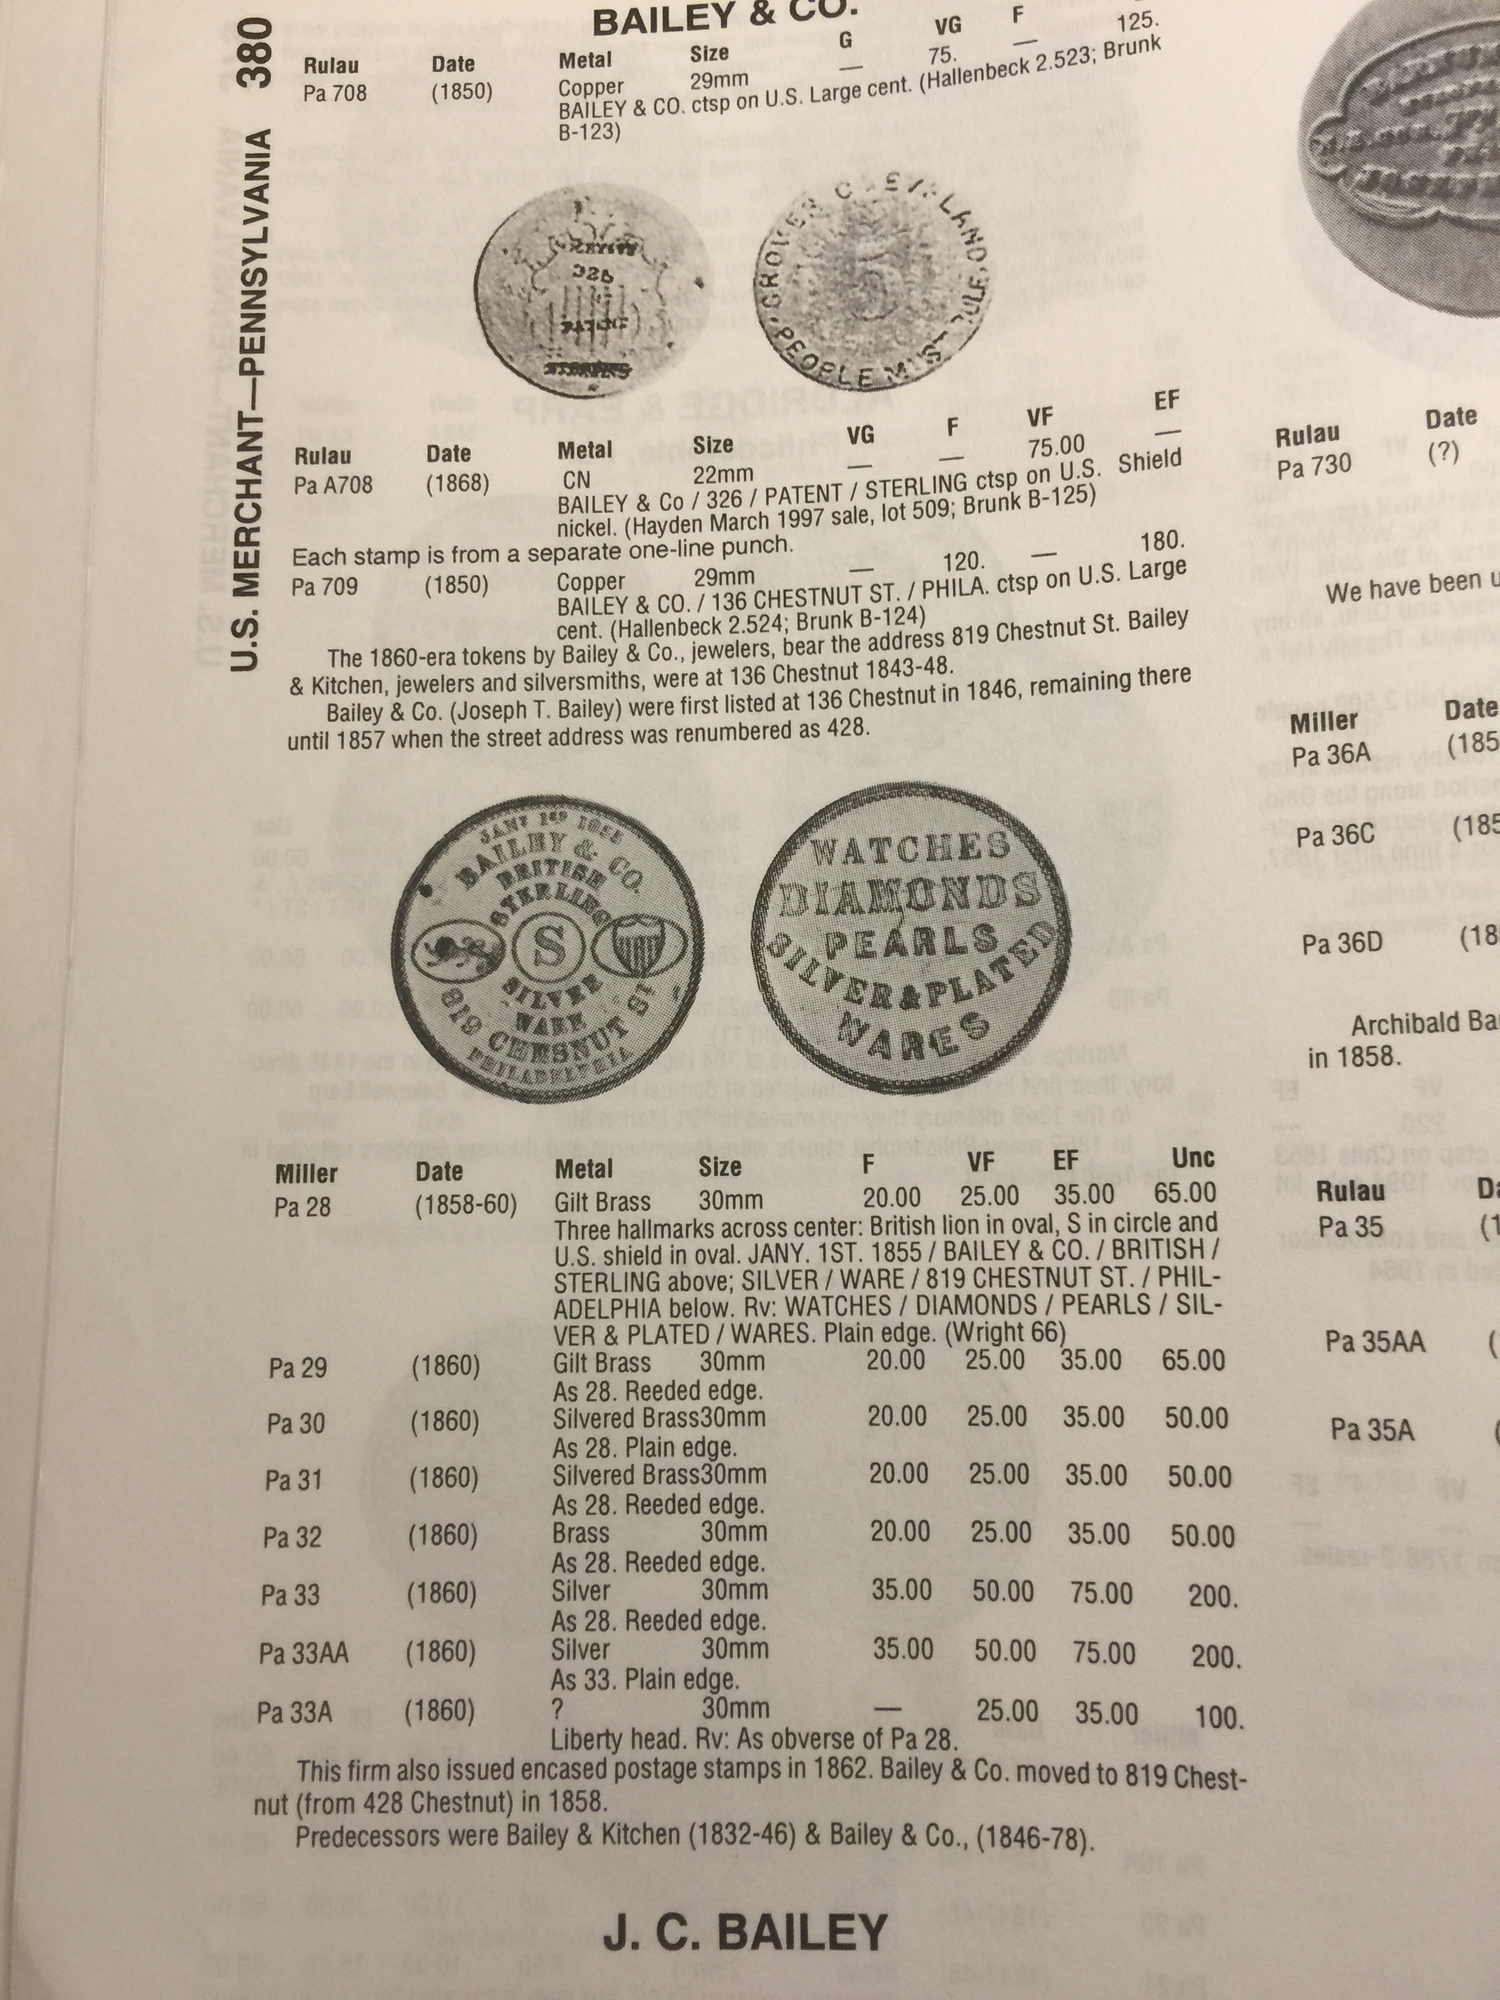 380
U.S. MERCHANT—PENNSYLVANIA
BAILEY & CO.
Rulau Date Metal Size G VG F
Pa 708 (1850) Copper 29mm — 75. — 125.
BAILEY & CO. ctsp on U.S. Large cent. (Hallenbeck 2.523; Brunk
B-123)
326
GROVER CLEVELAND
PEOPLE MUST RULE
5
Rulau Date Metal Size VG F VF EF
Pa A708 (1868) CN 22mm — — 75.00 —
BAILEY & Co / 326 / PATENT / STERLING ctsp on U.S. Shield
nickel. (Hayden March 1997 sale, lot 509; Brunk B-125)
Each stamp is from a separate one-line punch.
Pa 709 (1850) Copper 29mm — 120. — 180.
BAILEY & CO. / 136 CHESTNUT ST. / PHILA. ctsp on U.S. Large
cent. (Hallenbeck 2.524; Brunk B-124)
The 1860-era tokens by Bailey & Co., jewelers, bear the address 819 Chestnut St. Bailey
& Kitchen, jewelers and silversmiths, were at 136 Chestnut 1843-48.
Bailey & Co. (Joseph T. Bailey) were first listed at 136 Chestnut in 1846, remaining there
until 1857 when the street address was renumbered as 428.
JANY 1ST 1855
BAILEY & CO.
BRITISH
STERLING
S
SILVER
WARE
819 CHESNUT ST
PHILADELPHIA
WATCHES
DIAMONDS
PEARLS
SILVER & PLATED
WARES
Miller Date Metal Size F VF EF Unc
Pa 28 (1858-60) Gilt Brass 30mm 20.00 25.00 35.00 65.00
Three hallmarks across center: British lion in oval, S in circle and
U.S. shield in oval. JANY. 1ST. 1855 / BAILEY & CO. / BRITISH /
STERLING above; SILVER / WARE / 819 CHESTNUT ST. / PHIL-
ADELPHIA below. Rv: WATCHES / DIAMONDS / PEARLS / SIL-
VER & PLATED / WARES. Plain edge. (Wright 66)
Pa 29 (1860) Gilt Brass 30mm 20.00 25.00 35.00 65.00
As 28. Reeded edge.
Pa 30 (1860) Silvered Brass30mm 20.00 25.00 35.00 50.00
As 28. Plain edge.
Pa 31 (1860) Silvered Brass30mm 20.00 25.00 35.00 50.00
As 28. Reeded edge.
Pa 32 (1860) Brass 30mm 20.00 25.00 35.00 50.00
As 28. Reeded edge.
Pa 33 (1860) Silver 30mm 35.00 50.00 75.00 200.
As 28. Reeded edge.
Pa 33AA (1860) Silver 30mm 35.00 50.00 75.00 200.
As 33. Plain edge.
Pa 33A (1860) ? 30mm — 25.00 35.00 100.
Liberty head. Rv: As obverse of Pa 28.
This firm also issued encased postage stamps in 1862. Bailey & Co. moved to 819 Chest-
nut (from 428 Chestnut) in 1858.
Predecessors were Bailey & Kitchen (1832-46) & Bailey & Co., (1846-78).
J. C. BAILEY
Rulau Date
Pa 730 (?)
We have been u
Miller Date
Pa 36A (185
Pa 36C (185
Pa 36D (18
Archibald Ba
in 1858.
Rulau Da
Pa 35 (1
Pa 35AA (
Pa 35A (